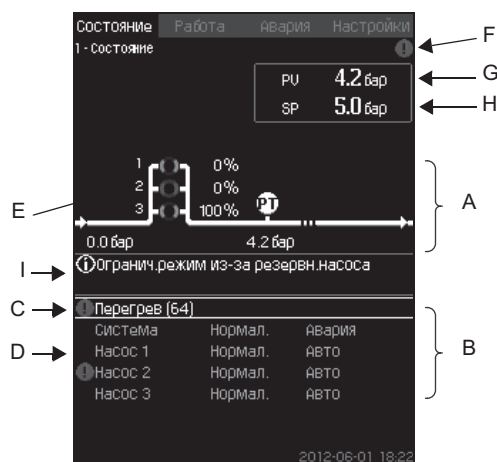 Состояние Работа Авария Настройки
1 - Состояние
F
PV 4.2 бар
G
SP 5.0 бар
H
1 0%
2 0%
3 100%
PT
E
A
0.0 бар 4.2 бар
I
Огранич.режим из-за резервн.насоса
C
Перегрев (64)
Система Нормал. Авария
D
Насос 1 Нормал. Авто
B
Насос 2 Нормал. Авто
Насос 3 Нормал. Авто
2012-06-01 18:22